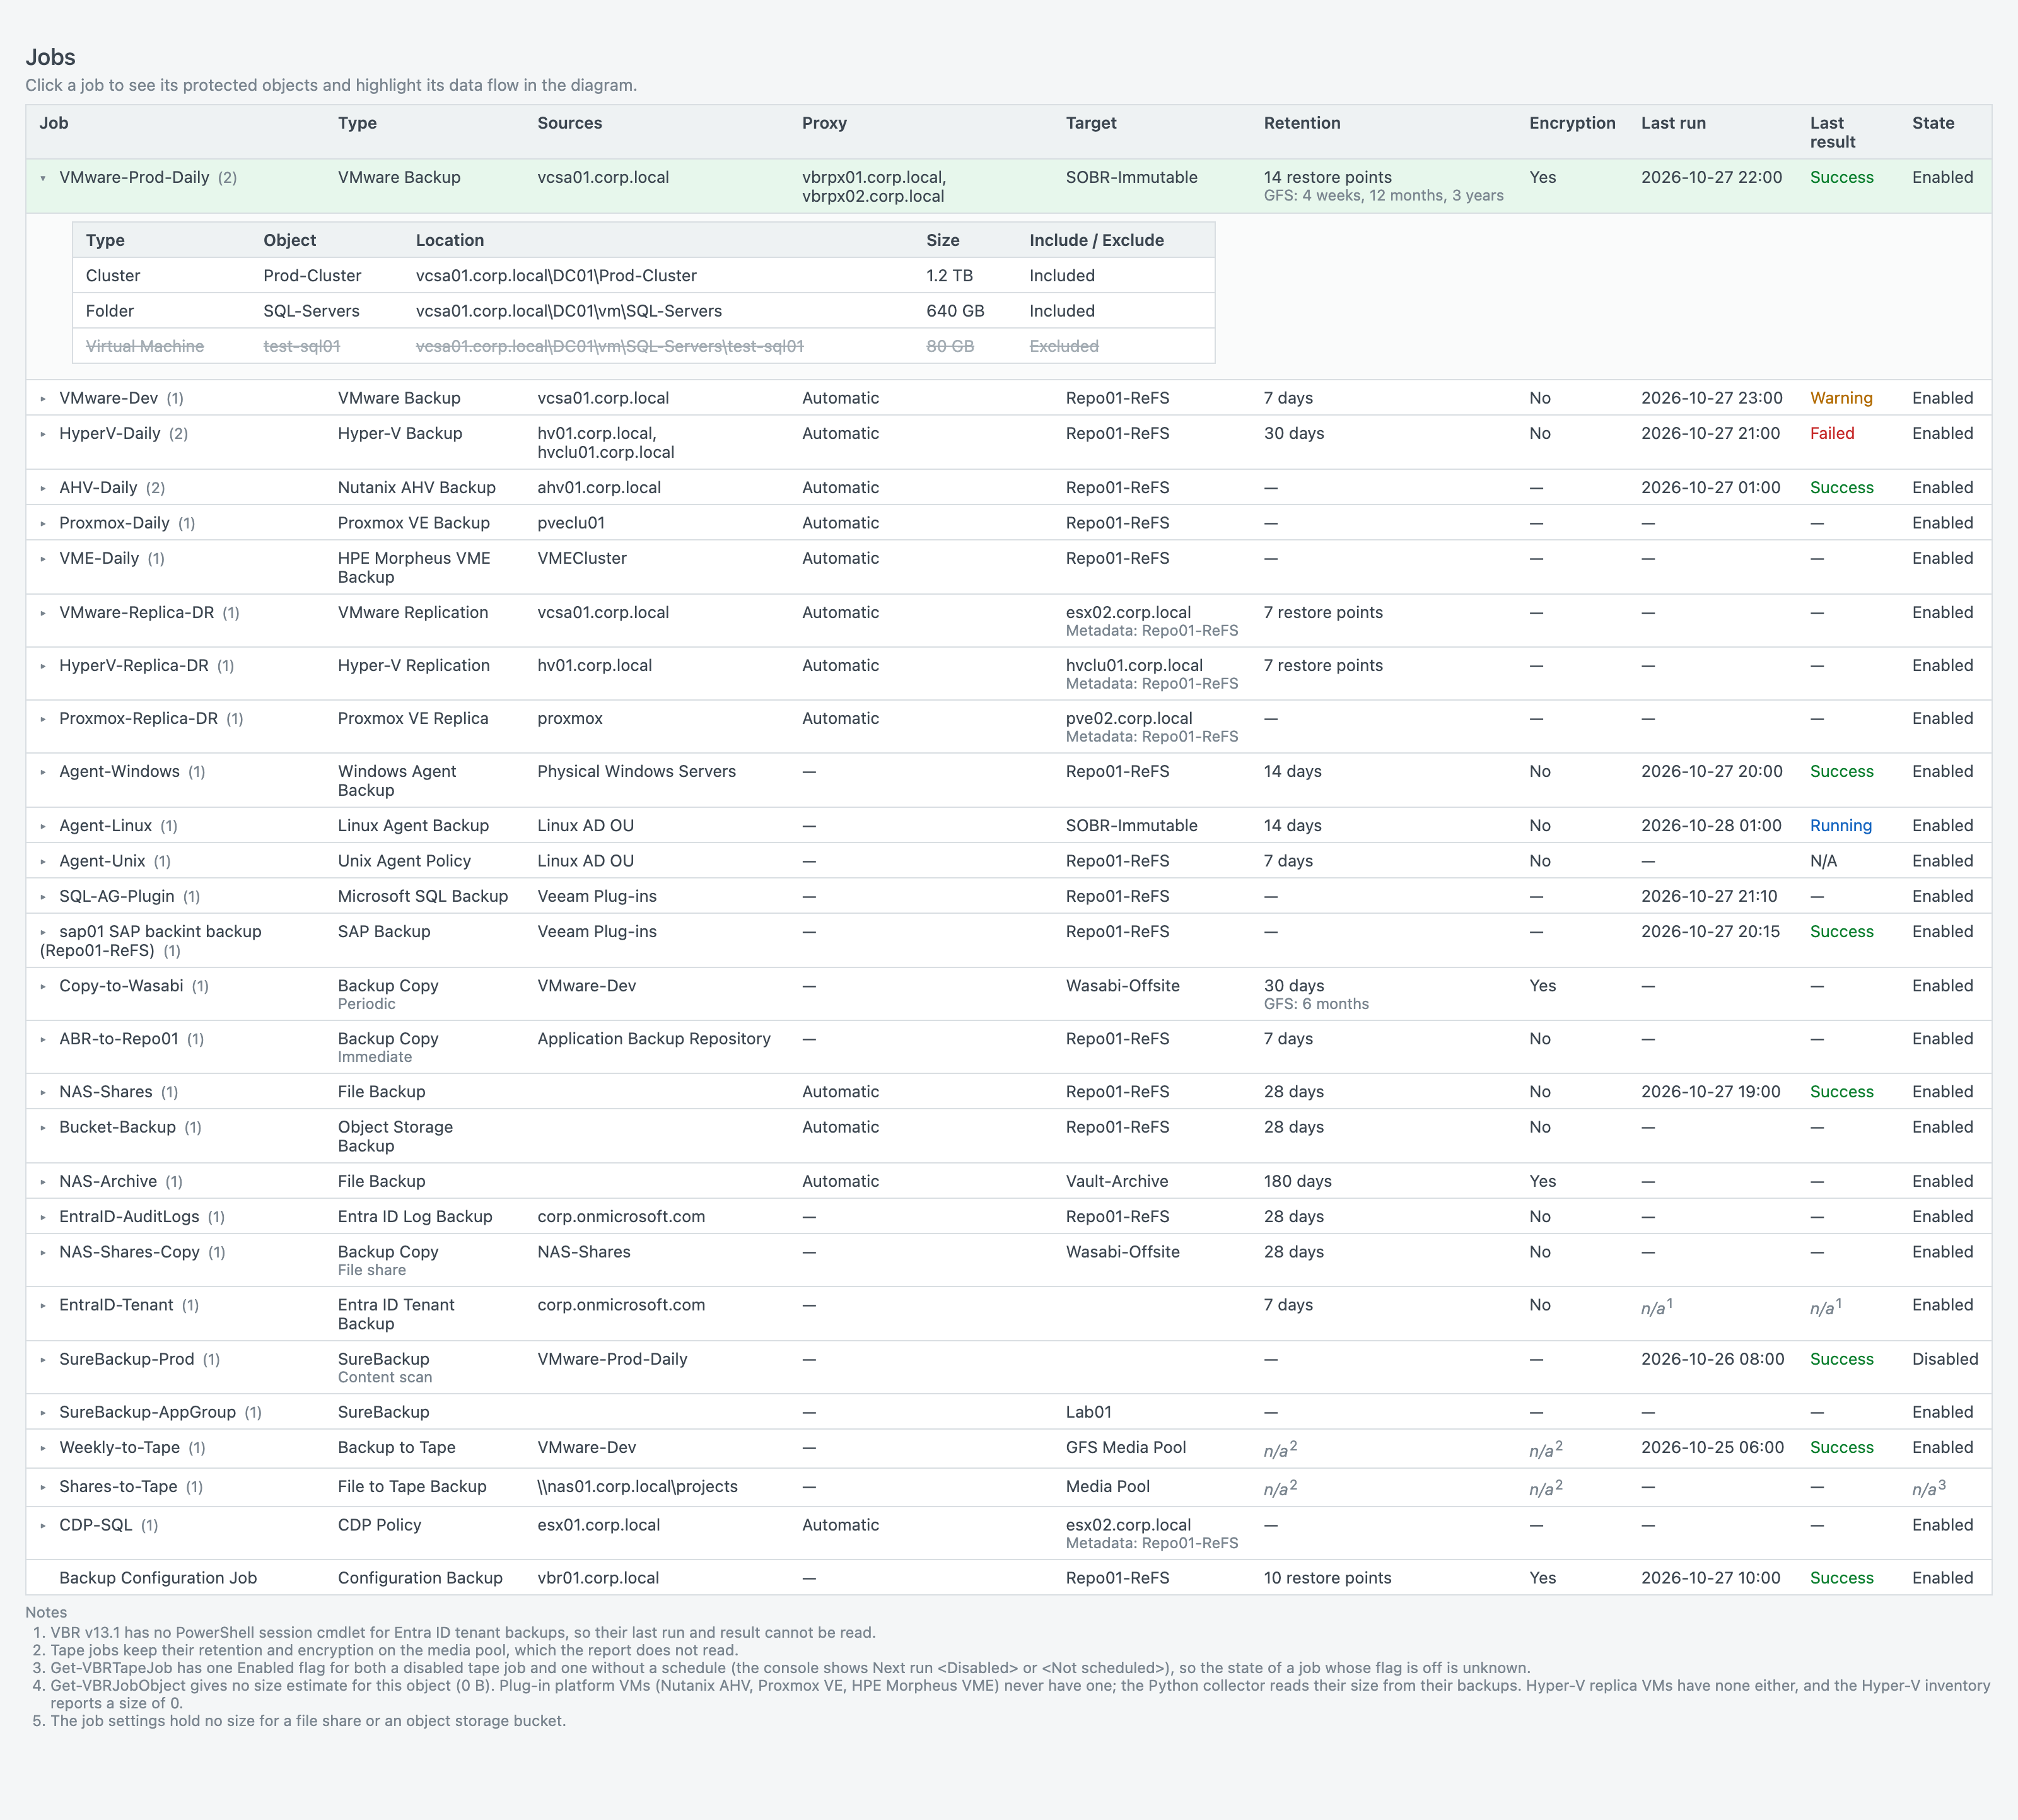 Jobs
Click a job to see its protected objects and highlight its data flow in the diagram.
Job Type Sources Proxy Target Retention Encryption Last run Last result State
▾ VMware-Prod-Daily (2) VMware Backup vcsa01.corp.local vbrpx01.corp.local, vbrpx02.corp.local SOBR-Immutable 14 restore points GFS: 4 weeks, 12 months, 3 years Yes 2026-10-27 22:00 Success Enabled
Type Object Location Size Include / Exclude
Cluster Prod-Cluster vcsa01.corp.local\DC01\Prod-Cluster 1.2 TB Included
Folder SQL-Servers vcsa01.corp.local\DC01\vm\SQL-Servers 640 GB Included
Virtual Machine test-sql01 vcsa01.corp.local\DC01\vm\SQL-Servers\test-sql01 80 GB Excluded
▸ VMware-Dev (1) VMware Backup vcsa01.corp.local Automatic Repo01-ReFS 7 days No 2026-10-27 23:00 Warning Enabled
▸ HyperV-Daily (2) Hyper-V Backup hv01.corp.local, hvclu01.corp.local Automatic Repo01-ReFS 30 days No 2026-10-27 21:00 Failed Enabled
▸ AHV-Daily (2) Nutanix AHV Backup ahv01.corp.local Automatic Repo01-ReFS — — 2026-10-27 01:00 Success Enabled
▸ Proxmox-Daily (1) Proxmox VE Backup pveclu01 Automatic Repo01-ReFS — — — — Enabled
▸ VME-Daily (1) HPE Morpheus VME Backup VMECluster Automatic Repo01-ReFS — — — — Enabled
▸ VMware-Replica-DR (1) VMware Replication vcsa01.corp.local Automatic esx02.corp.local Metadata: Repo01-ReFS 7 restore points — — — Enabled
▸ HyperV-Replica-DR (1) Hyper-V Replication hv01.corp.local Automatic hvclu01.corp.local Metadata: Repo01-ReFS 7 restore points — — — Enabled
▸ Proxmox-Replica-DR (1) Proxmox VE Replica proxmox Automatic pve02.corp.local Metadata: Repo01-ReFS — — — — Enabled
▸ Agent-Windows (1) Windows Agent Backup Physical Windows Servers — Repo01-ReFS 14 days No 2026-10-27 20:00 Success Enabled
▸ Agent-Linux (1) Linux Agent Backup Linux AD OU — SOBR-Immutable 14 days No 2026-10-28 01:00 Running Enabled
▸ Agent-Unix (1) Unix Agent Policy Linux AD OU — Repo01-ReFS 7 days No — N/A Enabled
▸ SQL-AG-Plugin (1) Microsoft SQL Backup Veeam Plug-ins — Repo01-ReFS — — 2026-10-27 21:10 — Enabled
▸ sap01 SAP backint backup (Repo01-ReFS) (1) SAP Backup Veeam Plug-ins — Repo01-ReFS — — 2026-10-27 20:15 Success Enabled
▸ Copy-to-Wasabi (1) Backup Copy Periodic VMware-Dev — Wasabi-Offsite 30 days GFS: 6 months Yes — — Enabled
▸ ABR-to-Repo01 (1) Backup Copy Immediate Application Backup Repository — Repo01-ReFS 7 days No — — Enabled
▸ NAS-Shares (1) File Backup Automatic Repo01-ReFS 28 days No 2026-10-27 19:00 Success Enabled
▸ Bucket-Backup (1) Object Storage Backup Automatic Repo01-ReFS 28 days No — — Enabled
▸ NAS-Archive (1) File Backup Automatic Vault-Archive 180 days Yes — — Enabled
▸ EntraID-AuditLogs (1) Entra ID Log Backup corp.onmicrosoft.com — Repo01-ReFS 28 days No — — Enabled
▸ NAS-Shares-Copy (1) Backup Copy File share NAS-Shares — Wasabi-Offsite 28 days No — — Enabled
▸ EntraID-Tenant (1) Entra ID Tenant Backup corp.onmicrosoft.com — 7 days No n/a1 n/a1 Enabled
▸ SureBackup-Prod (1) SureBackup Content scan VMware-Prod-Daily — — — 2026-10-26 08:00 Success Disabled
▸ SureBackup-AppGroup (1) SureBackup — Lab01 — — — — Enabled
▸ Weekly-to-Tape (1) Backup to Tape VMware-Dev — GFS Media Pool n/a2 n/a2 2026-10-25 06:00 Success Enabled
▸ Shares-to-Tape (1) File to Tape Backup \\nas01.corp.local\projects — Media Pool n/a2 n/a2 — — n/a3
▸ CDP-SQL (1) CDP Policy esx01.corp.local Automatic esx02.corp.local Metadata: Repo01-ReFS — — — — Enabled
Backup Configuration Job Configuration Backup vbr01.corp.local — Repo01-ReFS 10 restore points Yes 2026-10-27 10:00 Success Enabled
Notes
1. VBR v13.1 has no PowerShell session cmdlet for Entra ID tenant backups, so their last run and result cannot be read.
2. Tape jobs keep their retention and encryption on the media pool, which the report does not read.
3. Get-VBRTapeJob has one Enabled flag for both a disabled tape job and one without a schedule (the console shows Next run <Disabled> or <Not scheduled>), so the state of a job whose flag is off is unknown.
4. Get-VBRJobObject gives no size estimate for this object (0 B). Plug-in platform VMs (Nutanix AHV, Proxmox VE, HPE Morpheus VME) never have one; the Python collector reads their size from their backups. Hyper-V replica VMs have none either, and the Hyper-V inventory
reports a size of 0.
5. The job settings hold no size for a file share or an object storage bucket.